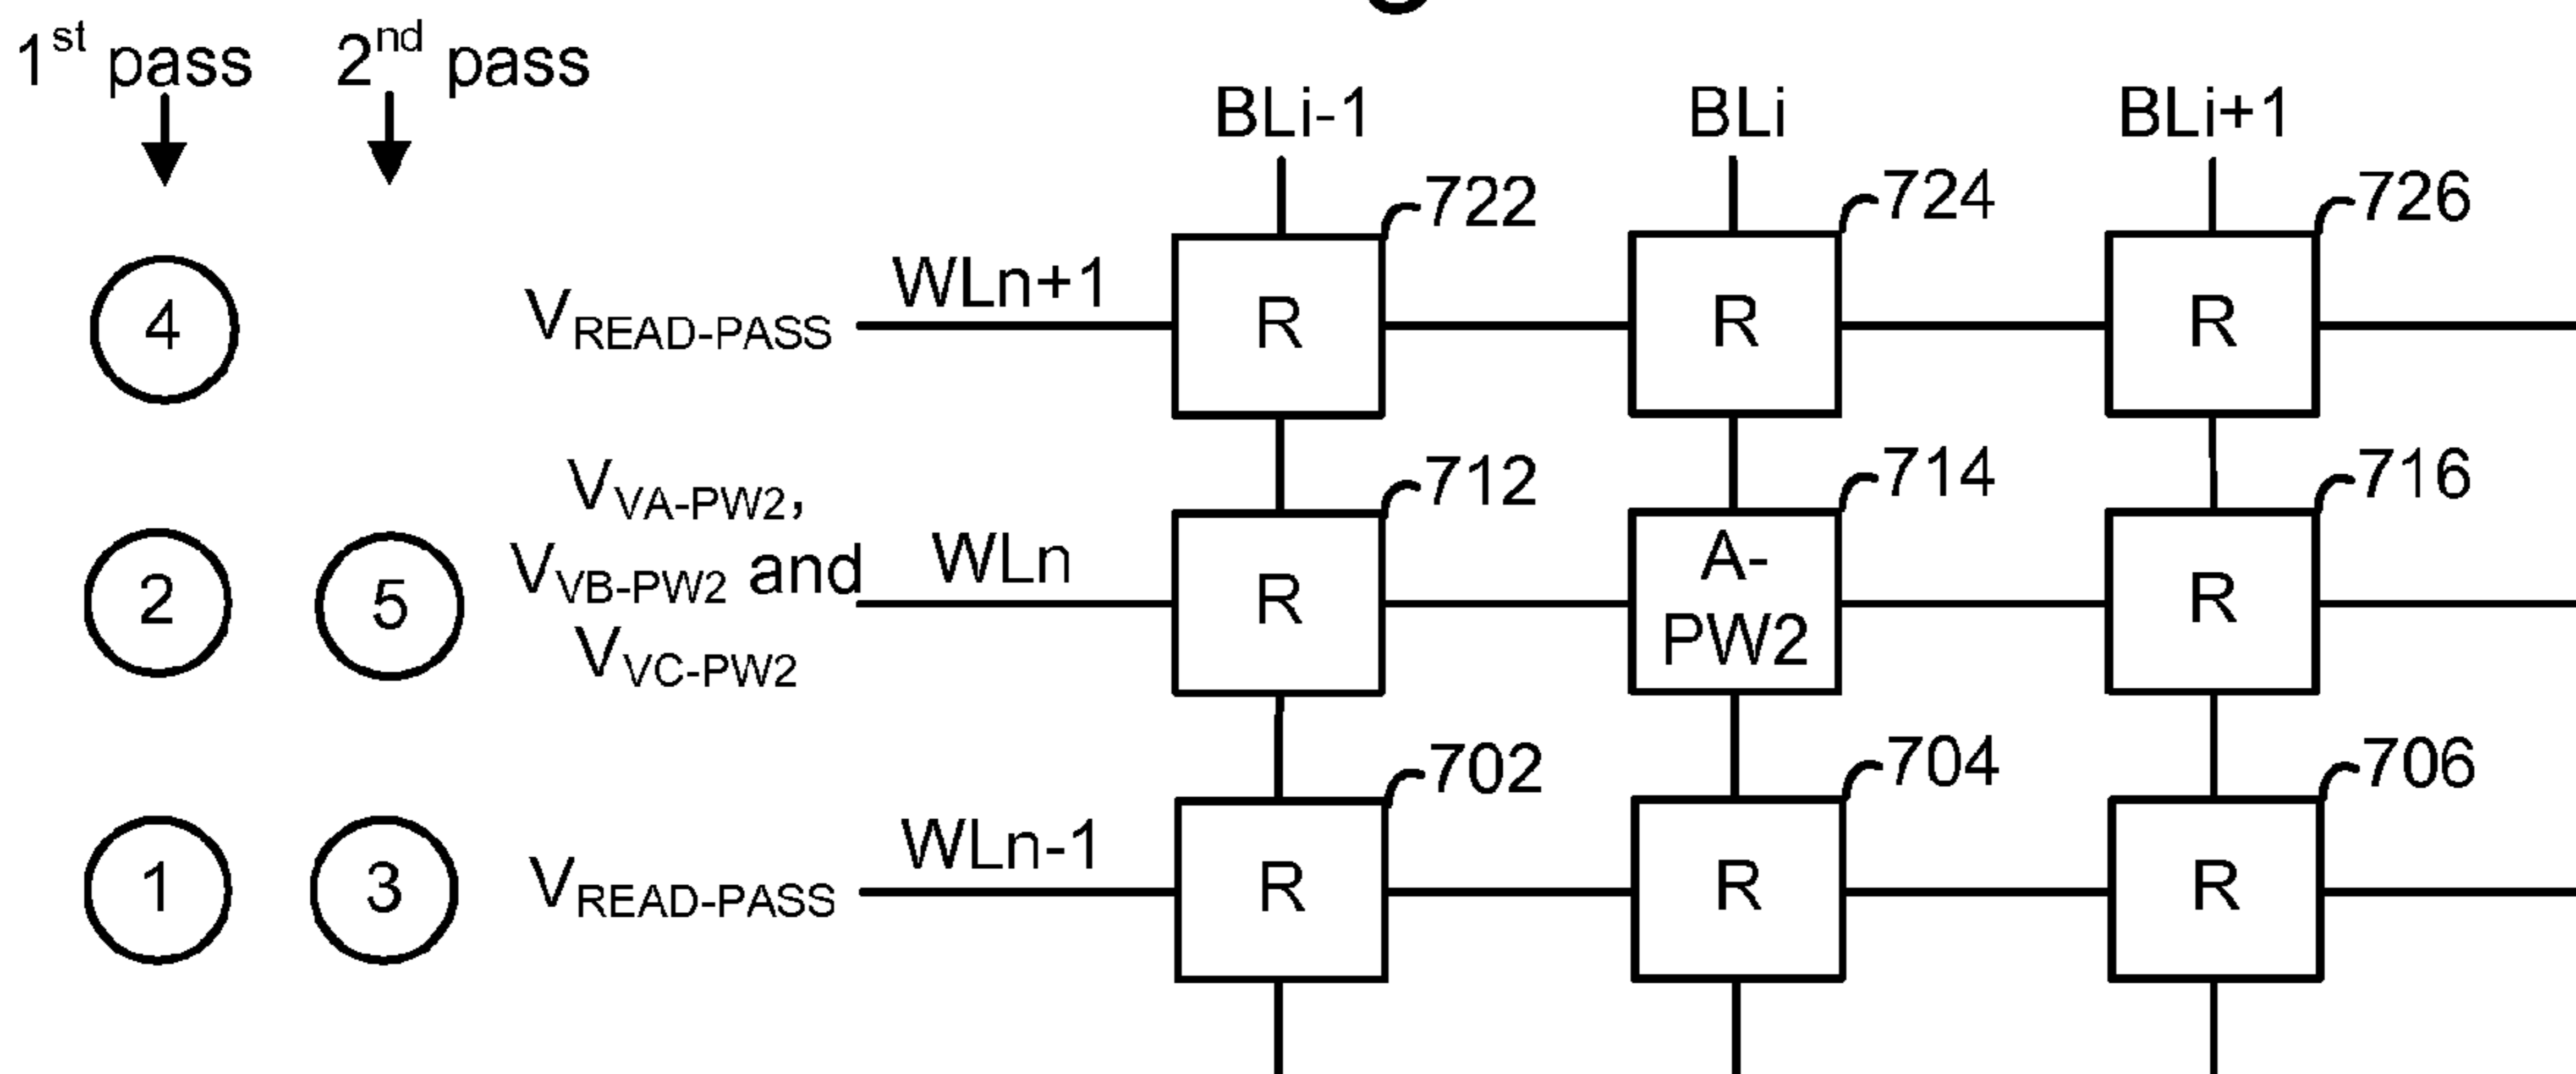 1st pass 2nd pass
BLi-1 BLi BLi+1
722 724 726
4 VREAD-PASS WLn+1 R R R
VVA-PW2,
712 714 716
2 5 VVB-PW2 and WLn R A- R
PW2
VVC-PW2
702 704 706
1 3 VREAD-PASS WLn-1 R R R